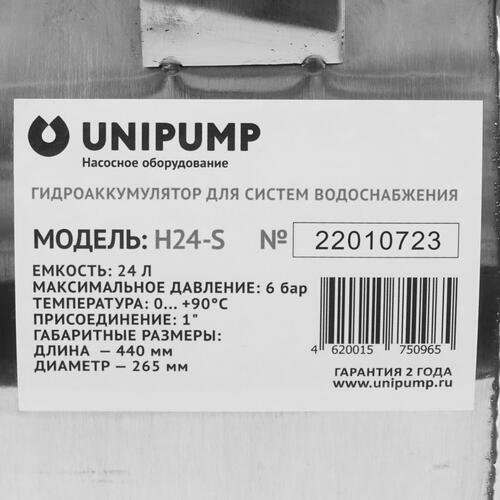 UNIPUMP
Насосное оборудование
ГИДРОАККУМУЛЯТОР ДЛЯ СИСТЕМ ВОДОСНАБЖЕНИЯ
МОДЕЛЬ: H24-S № 22010723
ЕМКОСТЬ: 24 Л
МАКСИМАЛЬНОЕ ДАВЛЕНИЕ: 6 бар
ТЕМПЕРАТУРА: 0... +90°С
ПРИСОЕДИНЕНИЕ: 1"
ГАБАРИТНЫЕ РАЗМЕРЫ:
ДЛИНА – 440 мм
ДИАМЕТР – 265 мм
4 620015 750965
ГАРАНТИЯ 2 ГОДА
www.unipump.ru